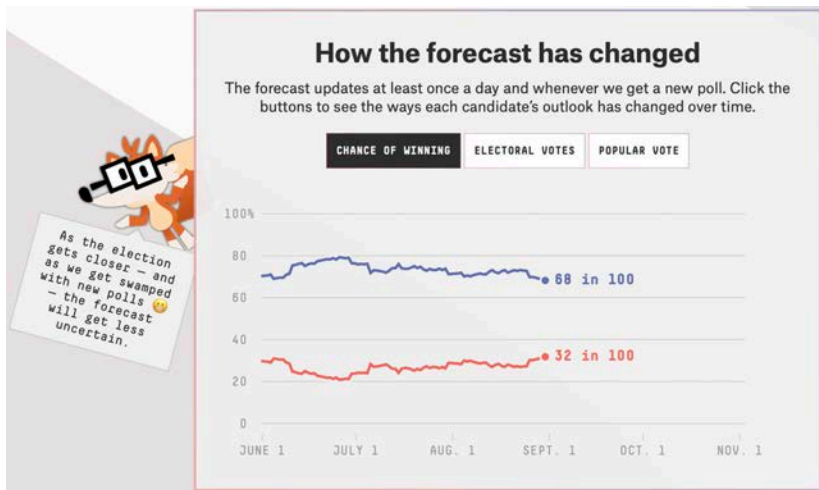 How the forecast has changed
The forecast updates at least once a day and whenever we get a new poll. Click the
buttons to see the ways each candidate's outlook has changed over time.
CHANCE OF WINNING
ELECTORAL VOTES
POPULAR VOTE
As the election
gets closer — and
as we get swamped
with new polls 🤭
— the forecast
will get less
uncertain.
100%
80
60
40
20
0
68 in 100
32 in 100
JUNE 1
JULY 1
AUG. 1
SEPT. 1
OCT. 1
NOV. 1